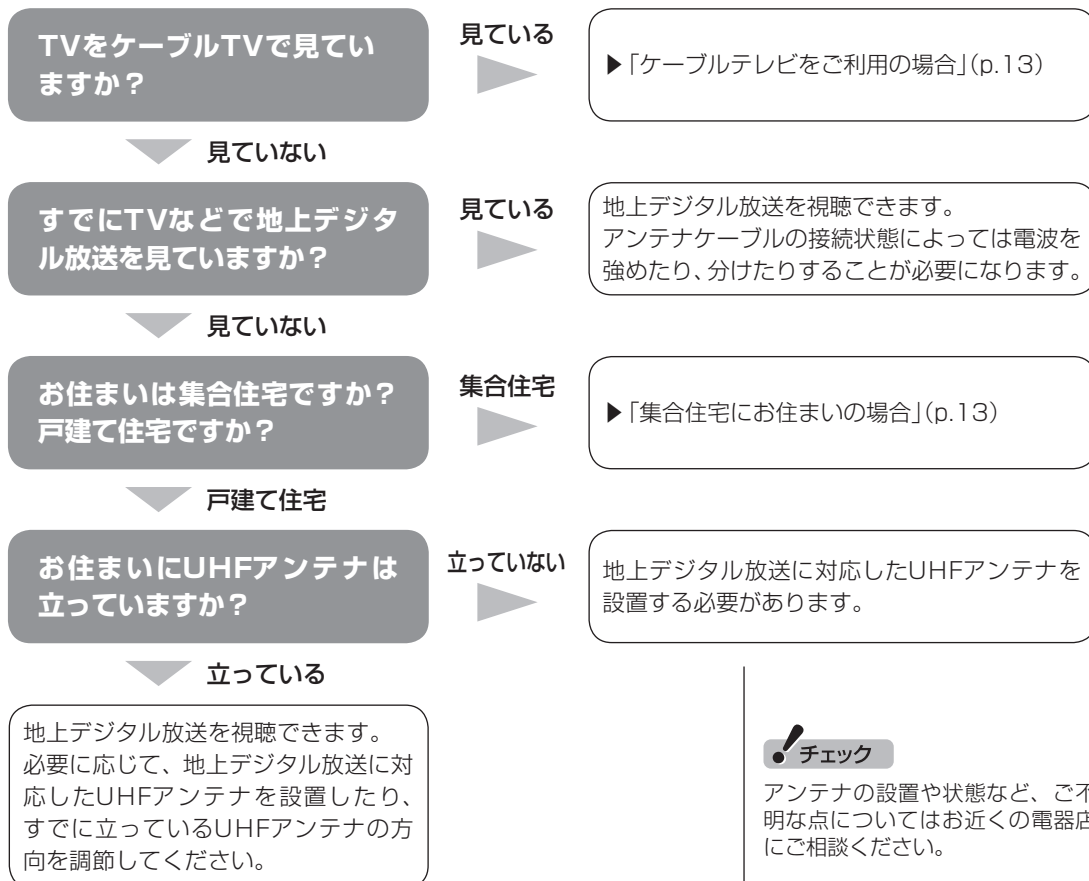 TVをケーブルTVで見てい
ますか?
見ている
▶「ケーブルテレビをご利用の場合」(p.13)
見ていない
すでにTVなどで地上デジタ
ル放送を見ていますか?
見ている
地上デジタル放送を視聴できます。
アンテナケーブルの接続状態によっては電波を
強めたり、分けたりすることが必要になります。
見ていない
お住まいは集合住宅ですか?
戸建て住宅ですか?
集合住宅
▶「集合住宅にお住まいの場合」(p.13)
戸建て住宅
お住まいにUHFアンテナは
立っていますか?
立っていない
地上デジタル放送に対応したUHFアンテナを
設置する必要があります。
立っている
地上デジタル放送を視聴できます。
必要に応じて、地上デジタル放送に対
応したUHFアンテナを設置したり、
すでに立っているUHFアンテナの方
向を調節してください。
チェック
アンテナの設置や状態など、ご不
明な点についてはお近くの電器店
にご相談ください。